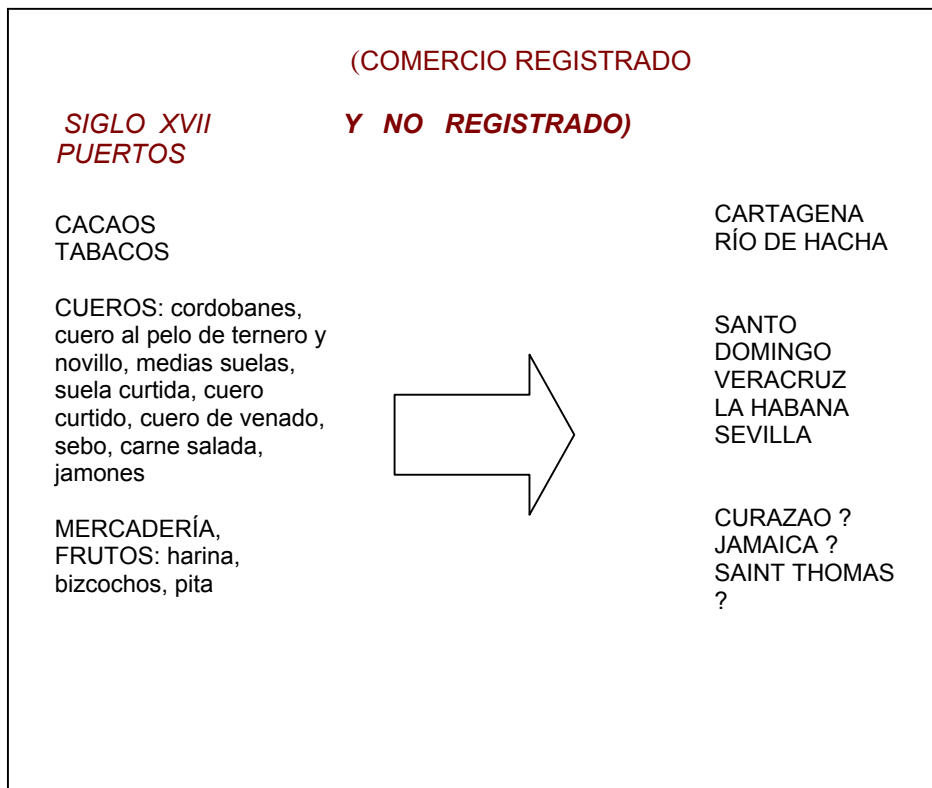 (COMERCIO REGISTRADO
SIGLO XVII Y NO REGISTRADO)
PUERTOS
CACAOS
TABACOS
CUEROS: cordobanes,
cuero al pelo de ternero y
novillo, medias suelas,
suela curtida, cuero
curtido, cuero de venado,
sebo, carne salada,
jamones
MERCADERÍA,
FRUTOS: harina,
bizcochos, pita
CARTAGENA
RÍO DE HACHA
SANTO
DOMINGO
VERACRUZ
LA HABANA
SEVILLA
CURAZAO ?
JAMAICA ?
SAINT THOMAS
?